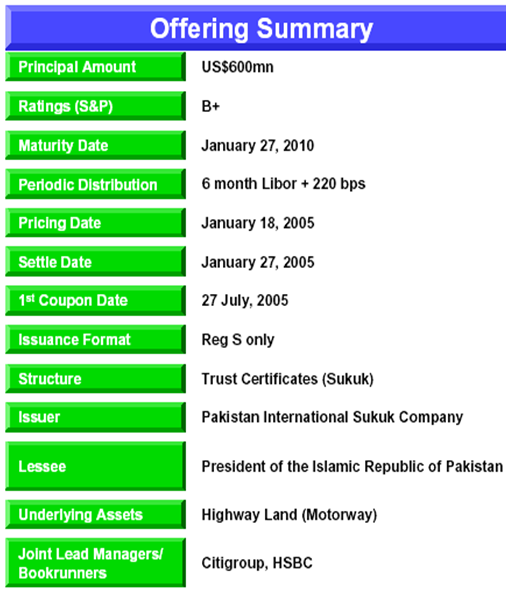 Offering Summary
Principal Amount US$600mn
Ratings (S&P) B+
Maturity Date January 27, 2010
Periodic Distribution 6 month Libor + 220 bps
Pricing Date January 18, 2005
Settle Date January 27, 2005
1st Coupon Date 27 July, 2005
Issuance Format Reg S only
Structure Trust Certificates (Sukuk)
Issuer Pakistan International Sukuk Company
Lessee President of the Islamic Republic of Pakistan
Underlying Assets Highway Land (Motorway)
Joint Lead Managers/
Bookrunners Citigroup, HSBC